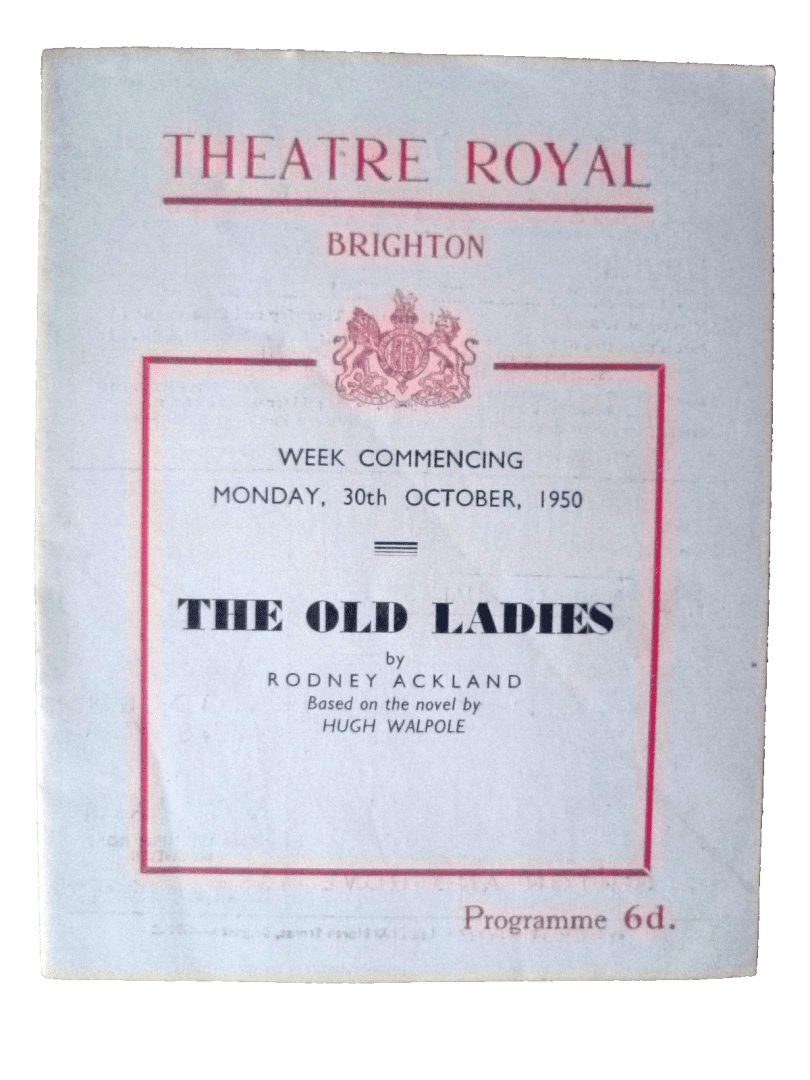 THEATRE ROYAL
BRIGHTON
WEEK COMMENCING
MONDAY, 30th OCTOBER, 1950
THE OLD LADIES
by
RODNEY ACKLAND
Based on the novel by
HUGH WALPOLE
Programme 6d.